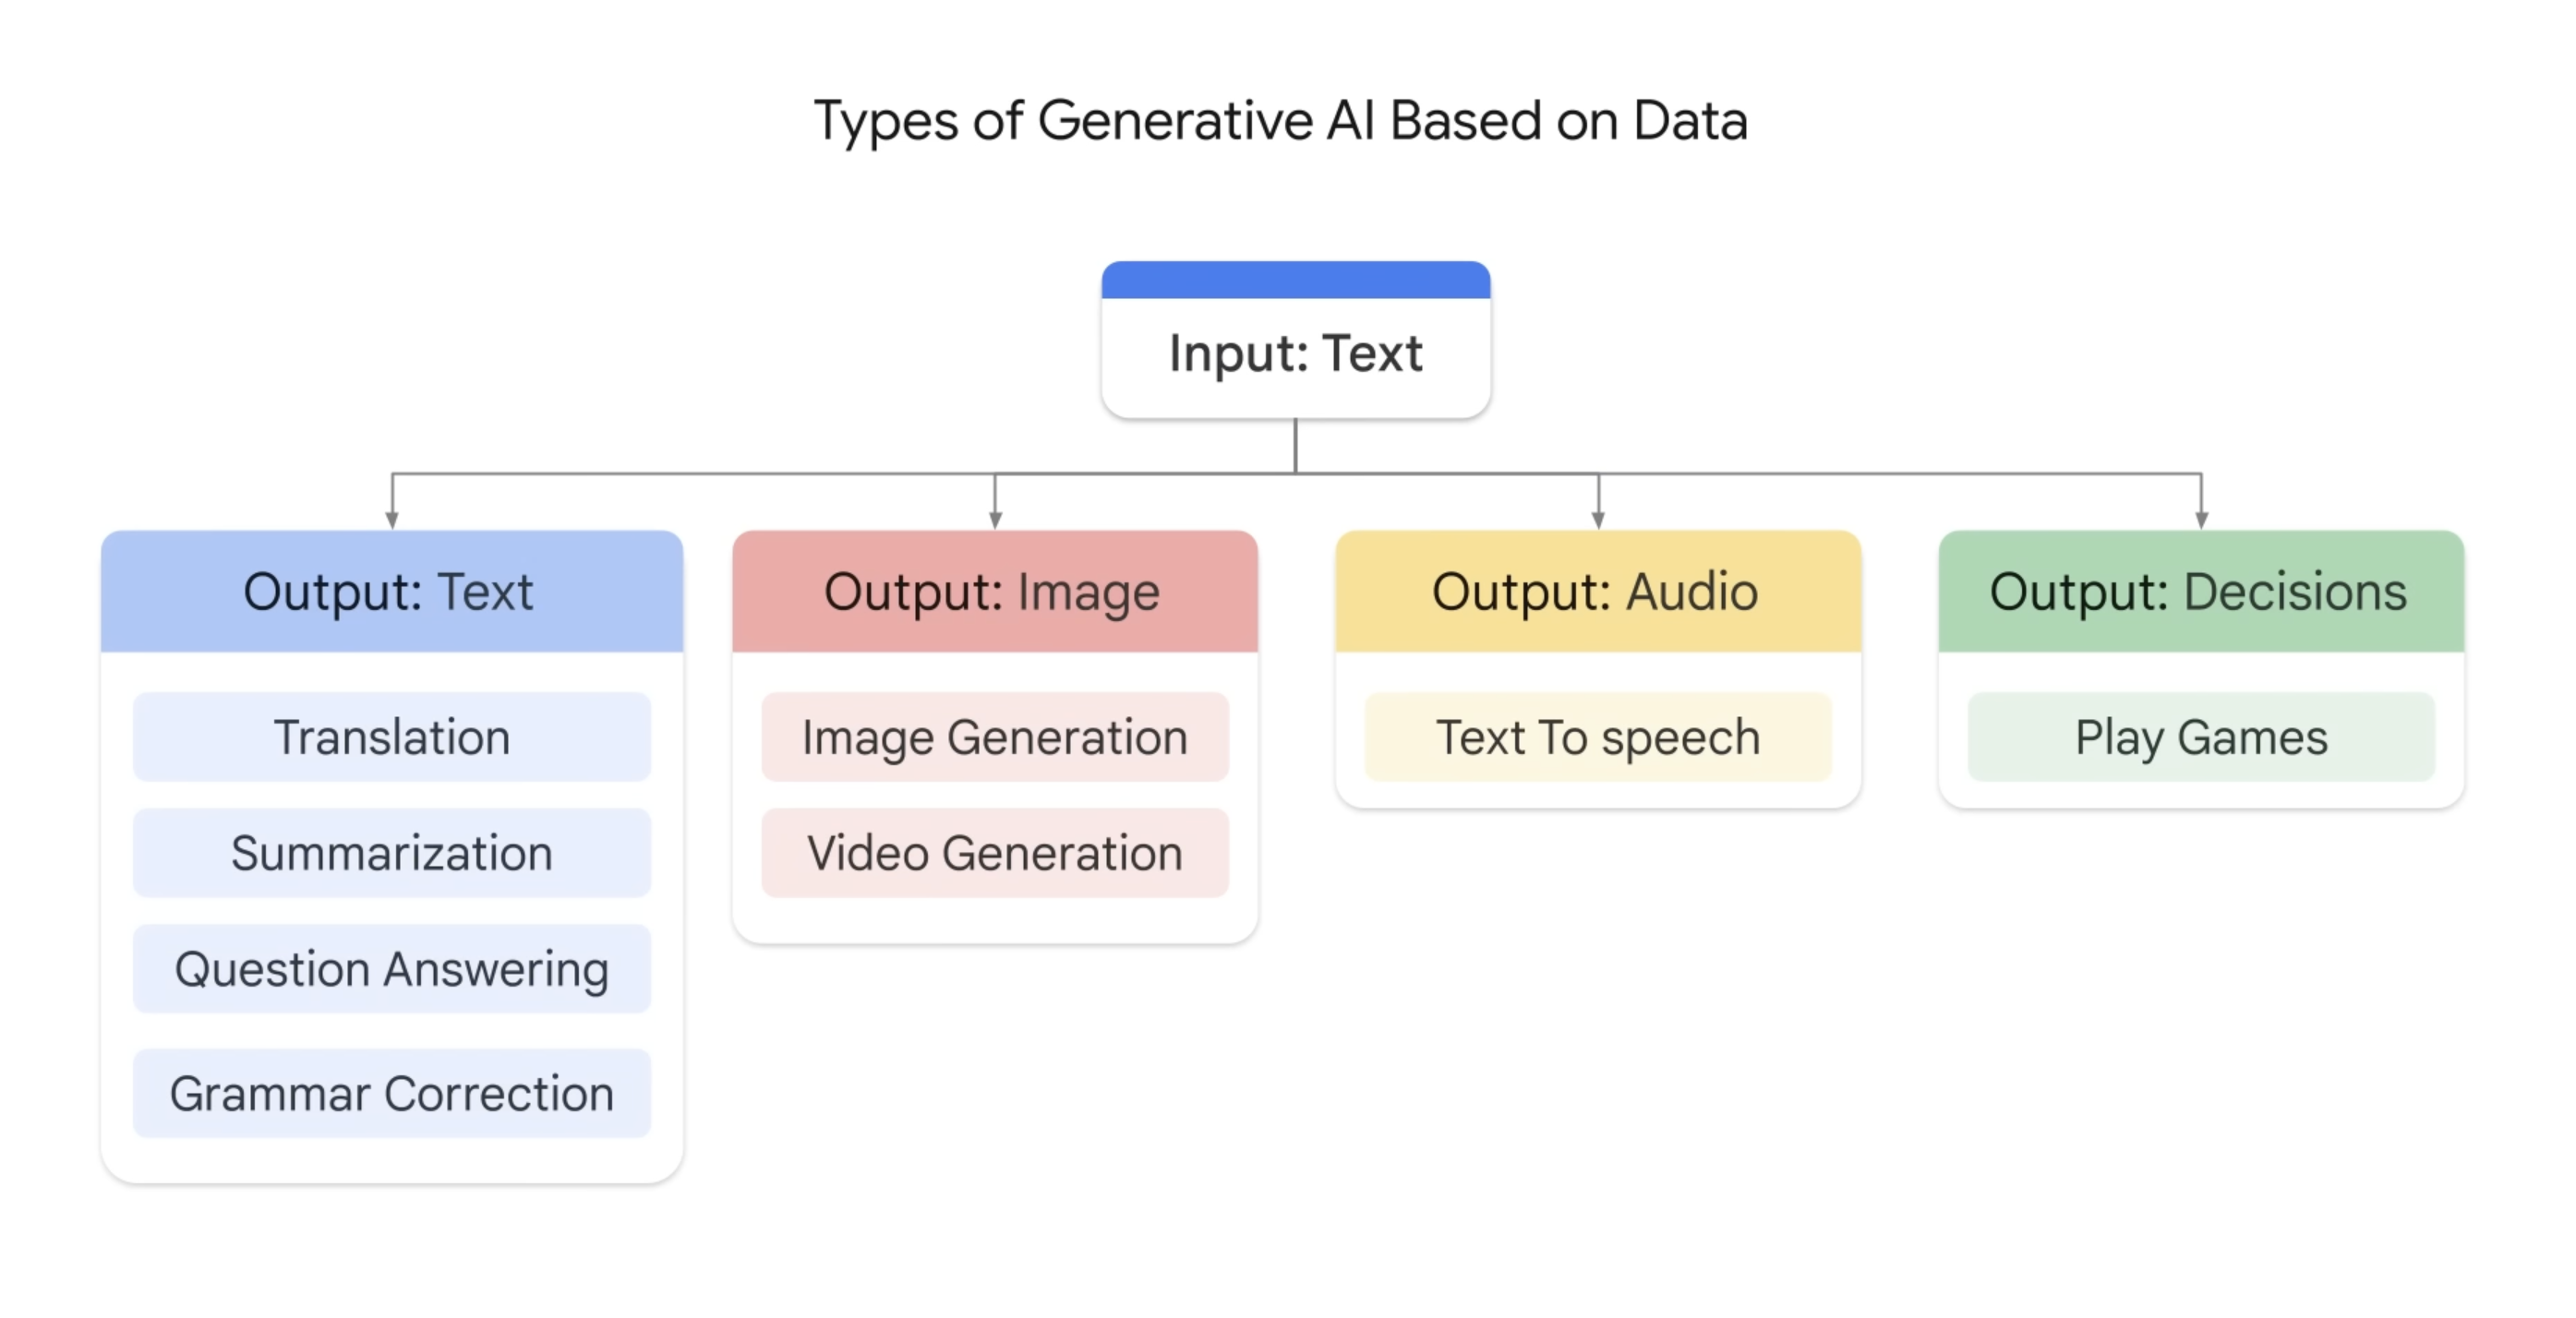 Types of Generative AI Based on Data
Input: Text
Output: Text
Translation
Summarization
Question Answering
Grammar Correction
Output: Image
Image Generation
Video Generation
Output: Audio
Text To speech
Output: Decisions
Play Games